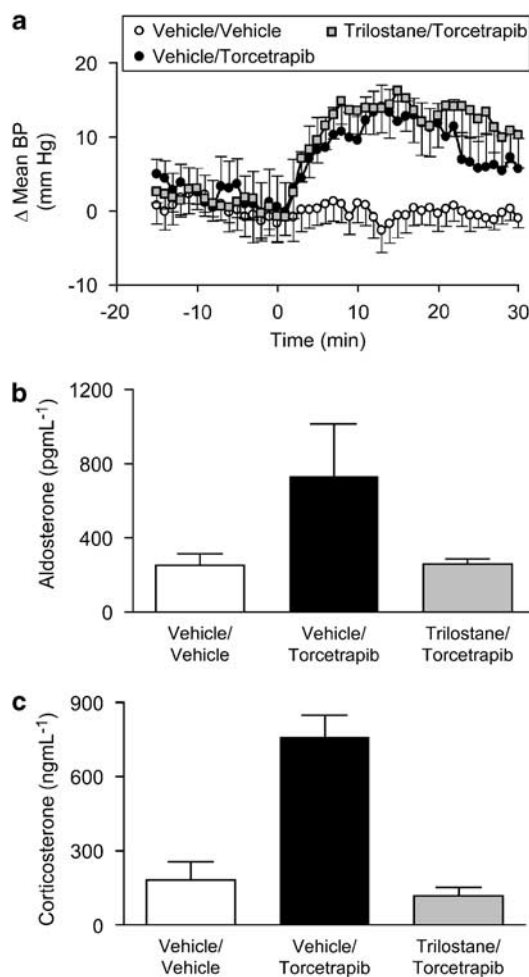 a
Vehicle/Vehicle Trilostane/Torcetrapib
Vehicle/Torcetrapib
Δ Mean BP
(mm Hg)
20
10
0
-10
-20 -10 0 10 20 30
Time (min)
b
Aldosterone (pgmL⁻¹)
1200
800
400
0
Vehicle/ Vehicle/ Trilostane/
Vehicle Torcetrapib Torcetrapib
c
Corticosterone (ngmL⁻¹)
900
600
300
0
Vehicle/ Vehicle/ Trilostane/
Vehicle Torcetrapib Torcetrapib